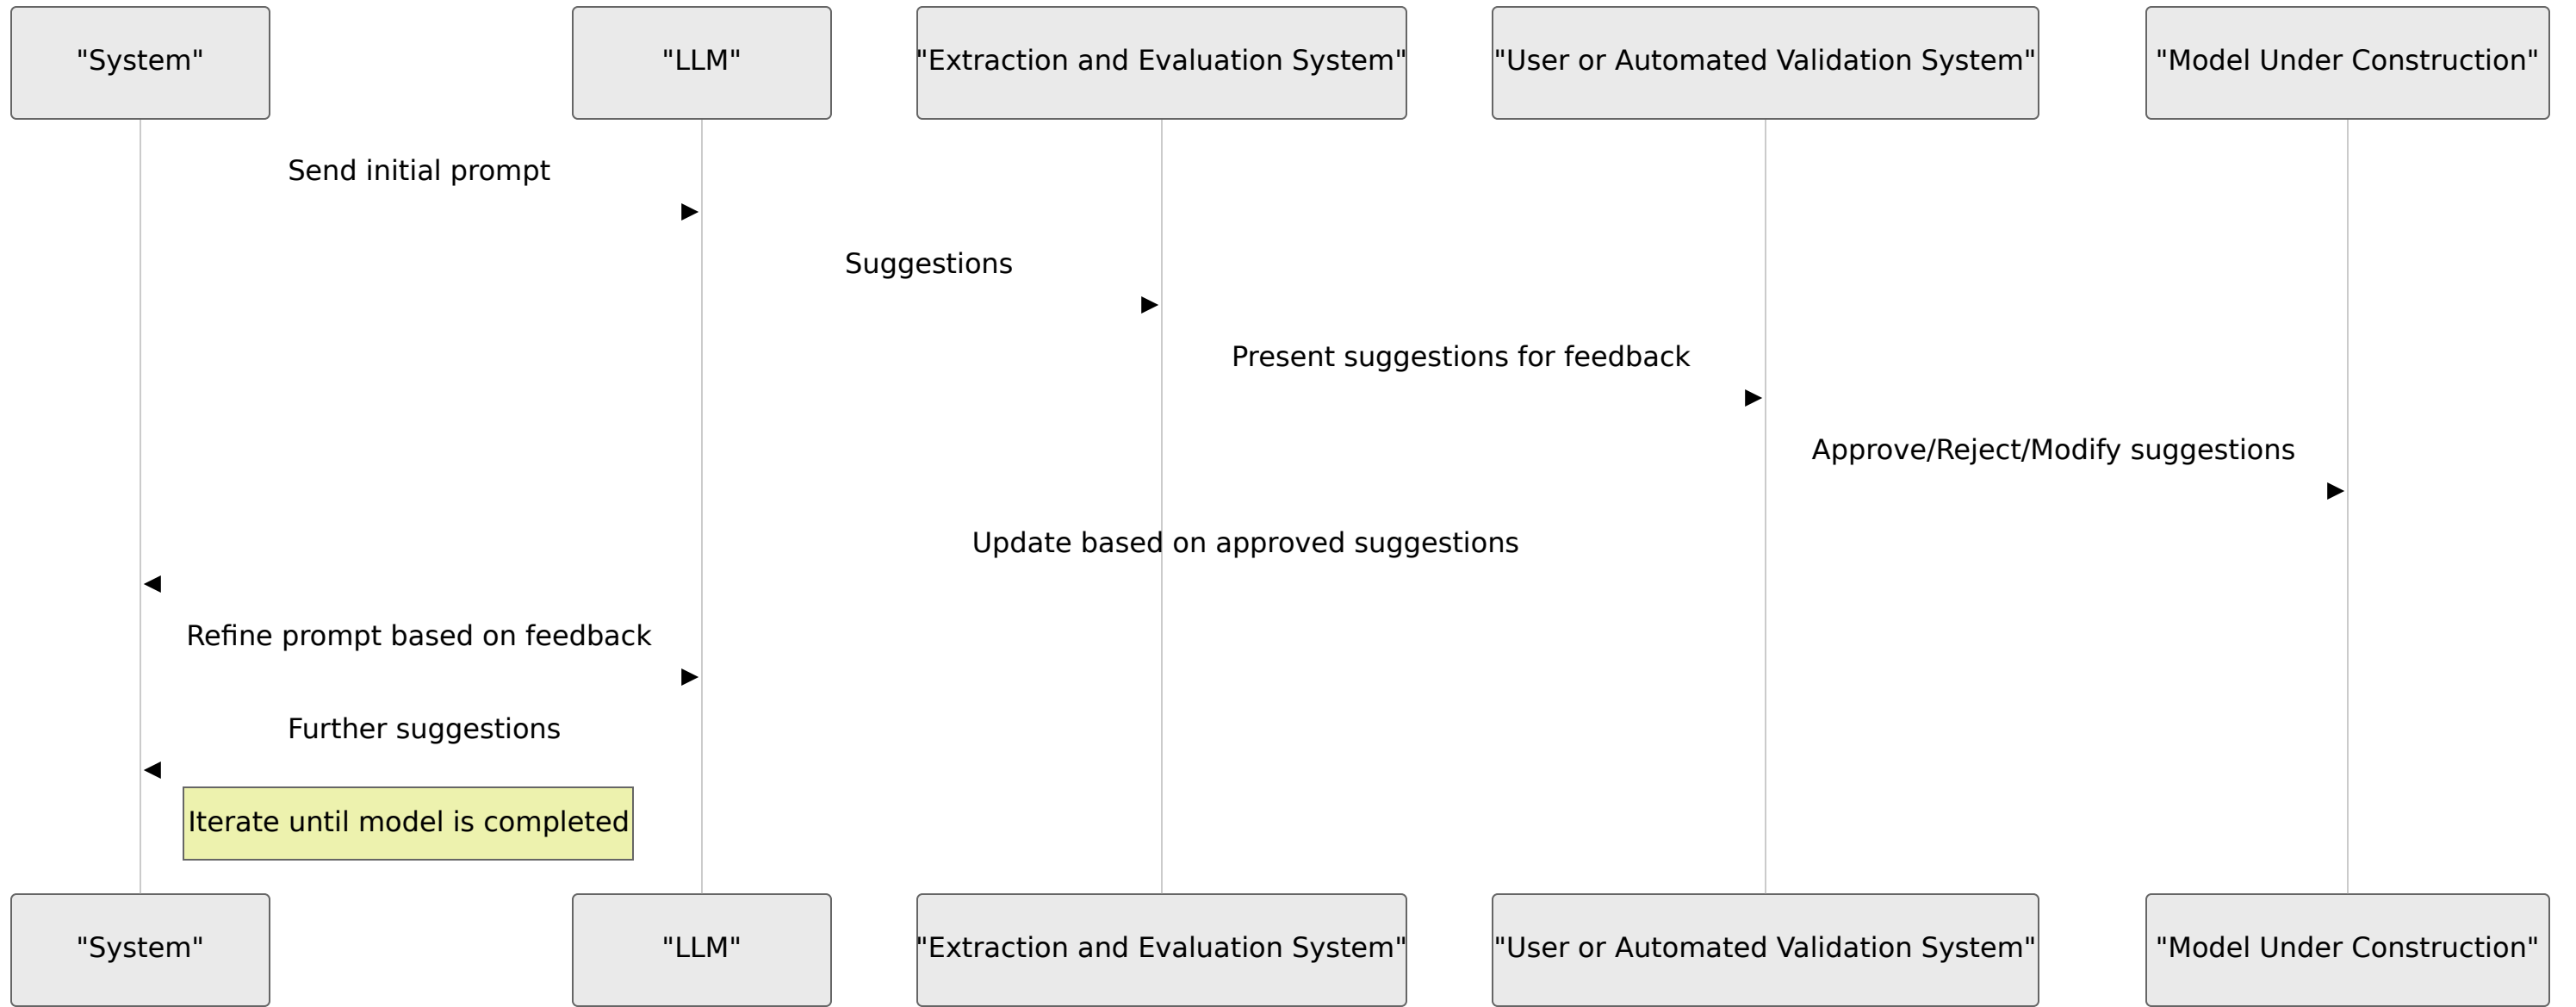 "System"
"LLM"
"Extraction and Evaluation System"
"User or Automated Validation System"
"Model Under Construction"
Send initial prompt
Suggestions
Present suggestions for feedback
Approve/Reject/Modify suggestions
Update based on approved suggestions
Refine prompt based on feedback
Further suggestions
Iterate until model is completed
"System"
"LLM"
"Extraction and Evaluation System"
"User or Automated Validation System"
"Model Under Construction"